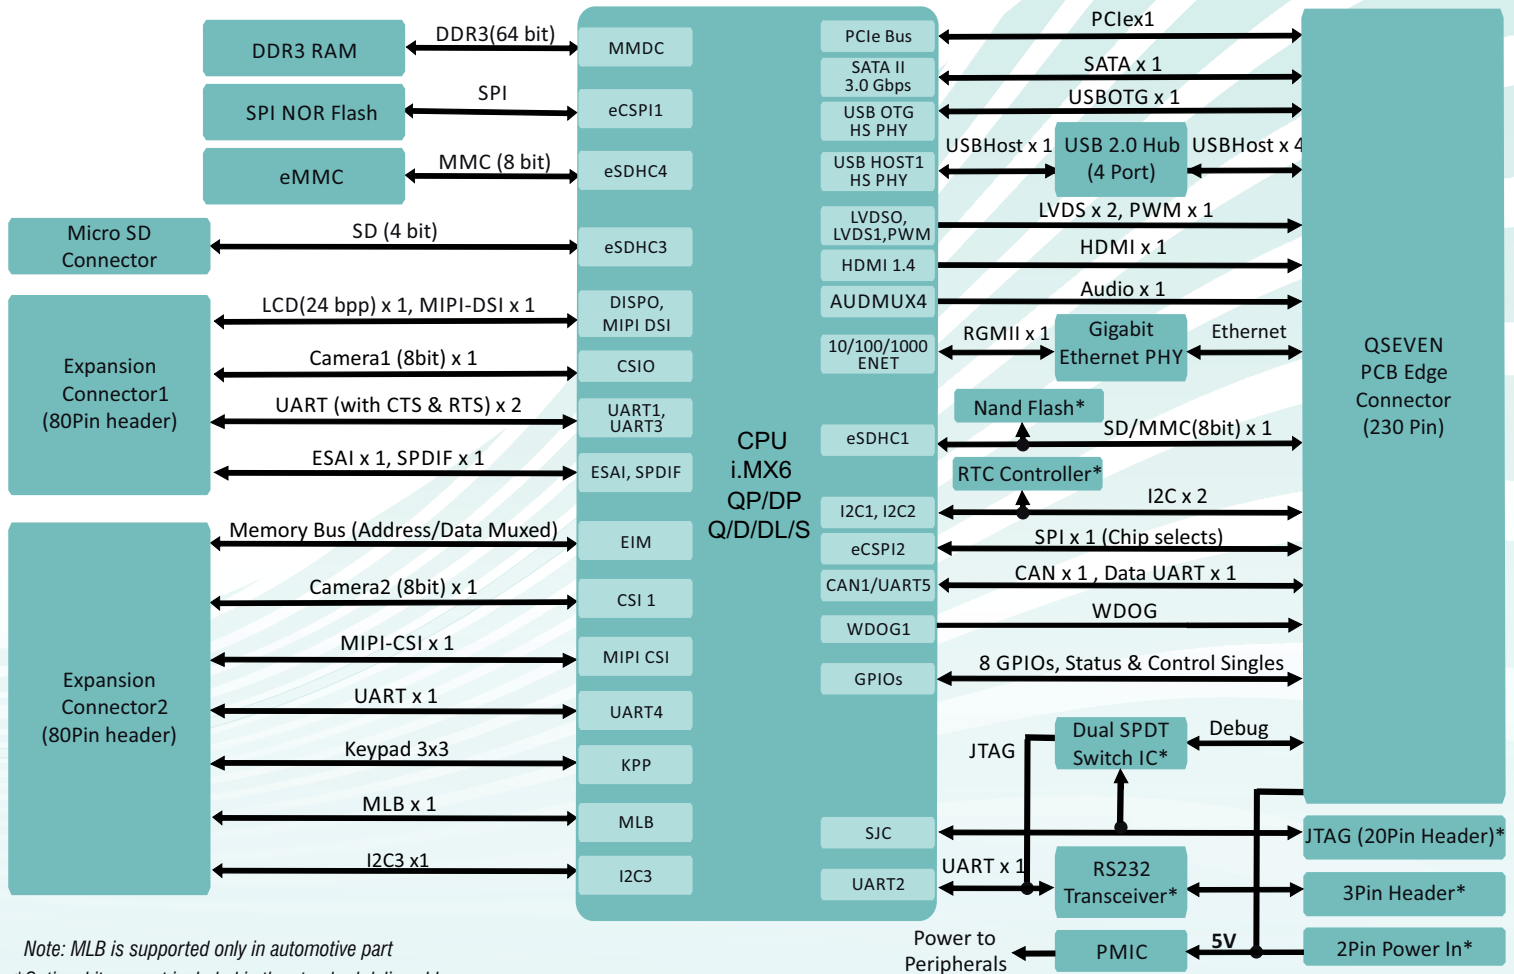 DDR3 RAM
DDR3(64 bit)
MMDC
SPI NOR Flash
SPI
eCSPI1
eMMC
MMC (8 bit)
eSDHC4
Micro SD
Connector
SD (4 bit)
eSDHC3
Expansion
Connector1
(80Pin header)
LCD(24 bpp) x 1, MIPI-DSI x 1
DISPO,
MIPI DSI
Camera1 (8bit) x 1
CSIO
UART (with CTS & RTS) x 2
UART1,
UART3
ESAI x 1, SPDIF x 1
ESAI, SPDIF
Expansion
Connector2
(80Pin header)
Memory Bus (Address/Data Muxed)
EIM
Camera2 (8bit) x 1
CSI 1
MIPI-CSI x 1
MIPI CSI
UART x 1
UART4
Keypad 3x3
KPP
MLB x 1
MLB
I2C3 x1
I2C3
CPU
i.MX6
QP/DP
Q/D/DL/S
PCIe Bus
PCIex1
SATA II
3.0 Gbps
SATA x 1
USB OTG
HS PHY
USBOTG x 1
USB HOST1
HS PHY
USBHost x 1
USB 2.0 Hub
(4 Port)
USBHost x 4
LVDSO,
LVDS1,PWM
LVDS x 2, PWM x 1
HDMI 1.4
HDMI x 1
AUDMUX4
Audio x 1
10/100/1000
ENET
RGMII x 1
Gigabit
Ethernet PHY
Ethernet
Nand Flash*
eSDHC1
SD/MMC(8bit) x 1
RTC Controller*
I2C1, I2C2
I2C x 2
eCSPI2
SPI x 1 (Chip selects)
CAN1/UART5
CAN x 1 , Data UART x 1
WDOG1
WDOG
GPIOs
8 GPIOs, Status & Control Singles
JTAG
Dual SPDT
Switch IC*
Debug
SJC
JTAG (20Pin Header)*
UART2
UART x 1
RS232
Transceiver*
3Pin Header*
Power to
Peripherals
PMIC
5V
2Pin Power In*
QSEVEN
PCB Edge
Connector
(230 Pin)
Note: MLB is supported only in automotive part